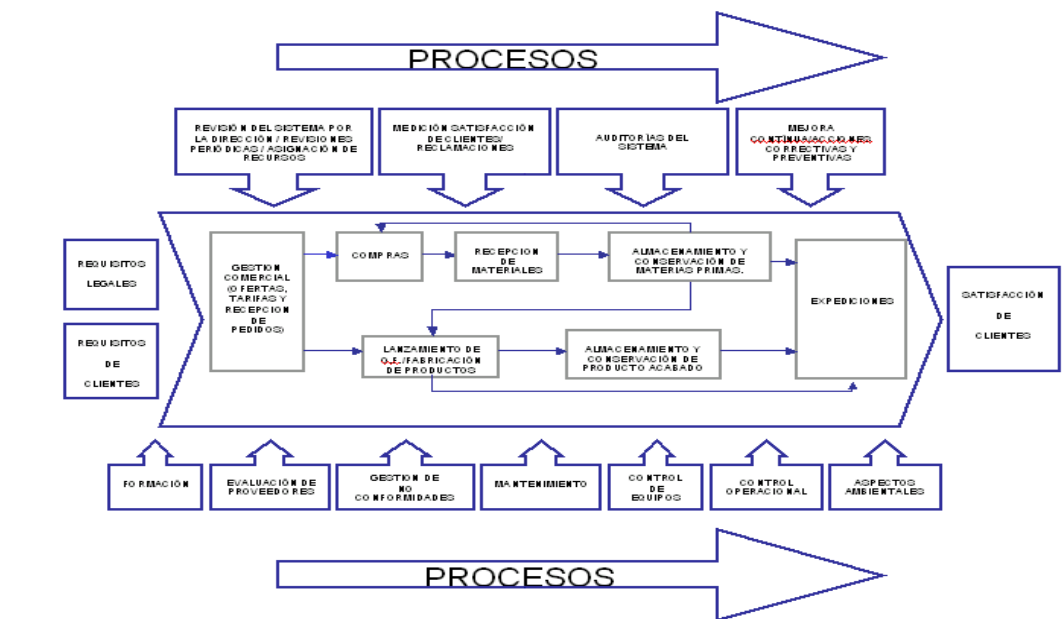 PROCESOS
REVISIÓN DEL SISTEMA POR
LA DIRECCIÓN / REVISIONES
PERIÓDICAS / ASIGNACIÓN DE
RECURSOS
MEDICIÓN SATISFACCIÓN
DE CLIENTES/
RECLAMACIONES
AUDITORÍAS DEL
SISTEMA
MEJORA
CONTÍNUA/ACCIONES
CORRECTIVAS Y
PREVENTIVAS
REQUISITOS
LEGALES
REQUISITOS
DE
CLIENTES
GESTION
COMERCIAL
(OFERTAS,
TARIFAS Y
RECEPCION
DE
PEDIDOS)
COMPRAS
RECEPCION
DE
MATERIALES
ALMACENAMIENTO Y
CONSERVACIÓN DE
MATERIAS PRIMAS.
LANZAMIENTO DE
O.F./FABRICACIÓN
DE PRODUCTOS
ALMACENAMIENTO Y
CONSERVACIÓN DE
PRODUCTO ACABADO
EXPEDICIONES
SATISFACCIÓN
DE
CLIENTES
FORMACIÓN
EVALUACIÓN DE
PROVEEDORES
GESTION DE
NO
CONFORMIDADES
MANTENIMIENTO
CONTROL
DE
EQUIPOS
CONTROL
OPERACIONAL
ASPECTOS
AMBIENTALES
PROCESOS